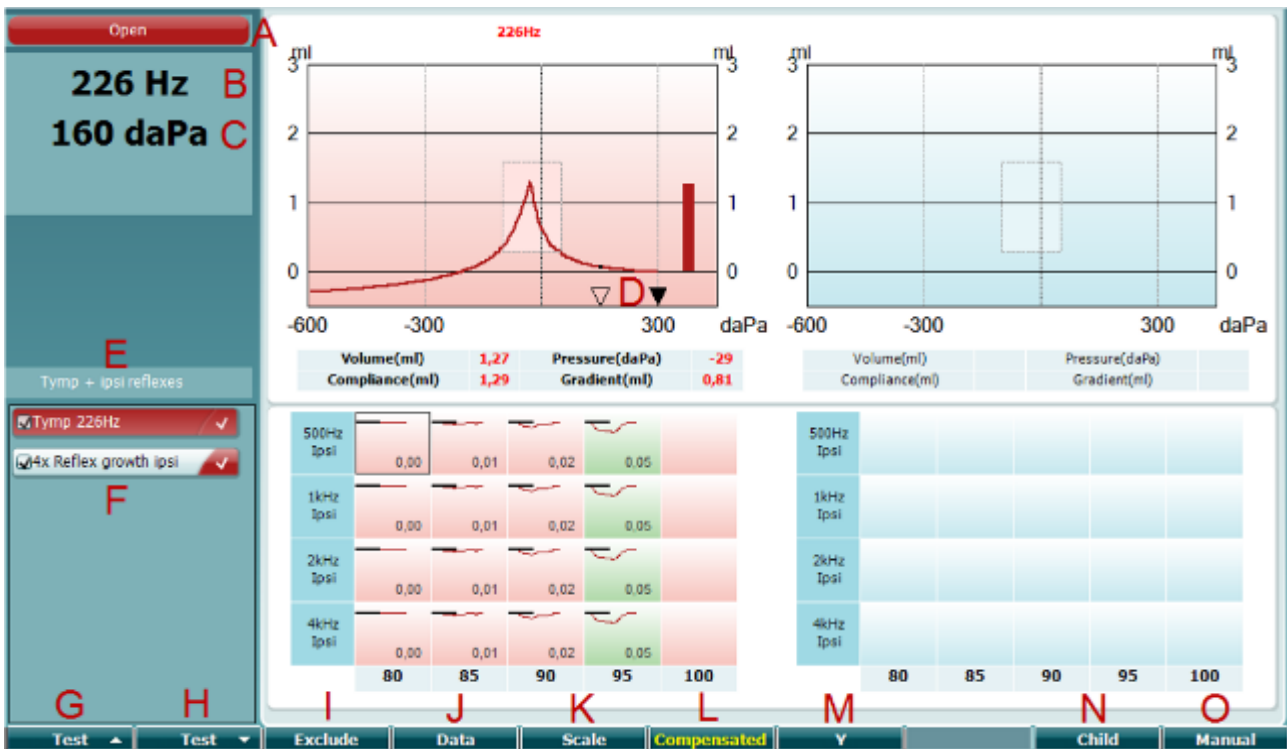 Open A
226 Hz B
160 daPa C
E
Tymp + ipsi reflexes
Tymp 226Hz
4x Reflex growth ipsi
F
226Hz
ml ml
3 3
2 2
1 1
0 0
D
-600 -300 300 daPa
Volume(ml) 1,27 Pressure(daPa) -29
Compliance(ml) 1,29 Gradient(ml) 0,81
ml ml
3 3
2 2
1 1
0 0
-600 -300 300 daPa
Volume(ml) Pressure(daPa)
Compliance(ml) Gradient(ml)
500Hz
Ipsi
0,00 0,01 0,02 0,05
1kHz
Ipsi
0,00 0,01 0,02 0,05
2kHz
Ipsi
0,00 0,01 0,02 0,05
4kHz
Ipsi
0,00 0,01 0,02 0,05
80 85 90 95 100
500Hz
Ipsi
1kHz
Ipsi
2kHz
Ipsi
4kHz
Ipsi
80 85 90 95 100
G H I J K L M N O
Test Test Exclude Data Scale Compensated Y Child Manual